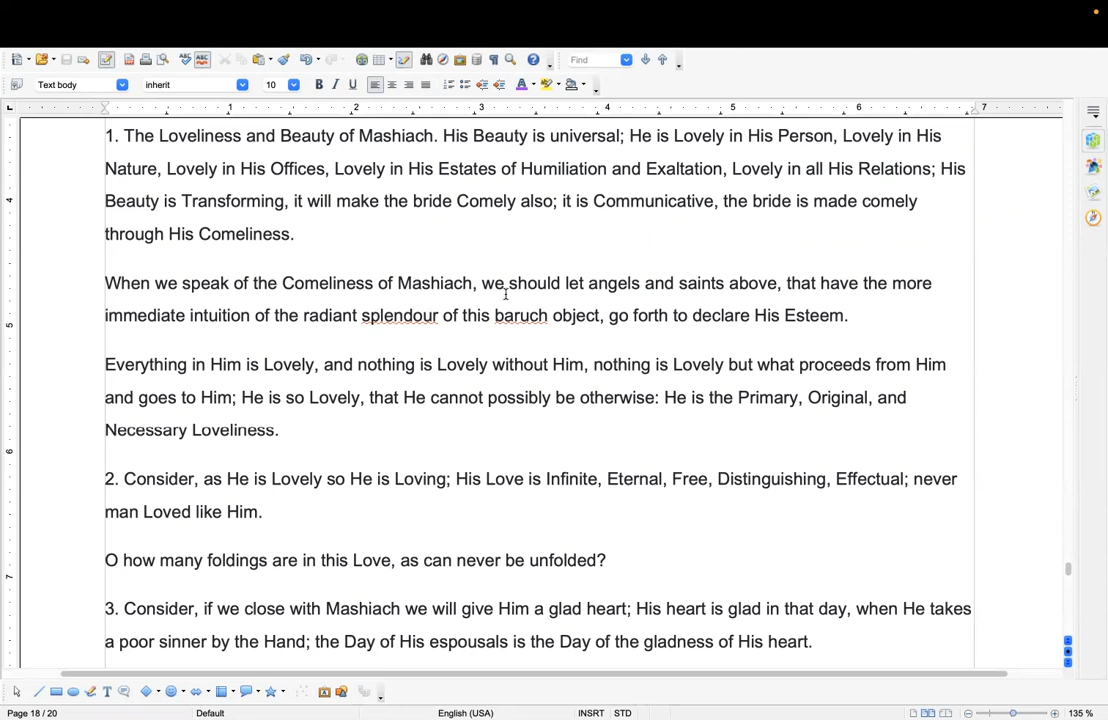 Find
Text body
inherit
10
1 2 3 4 5 6 7
1. The Loveliness and Beauty of Mashiach. His Beauty is universal; He is Lovely in His Person, Lovely in His
Nature, Lovely in His Offices, Lovely in His Estates of Humiliation and Exaltation, Lovely in all His Relations; His
4
Beauty is Transforming, it will make the bride Comely also; it is Communicative, the bride is made comely
through His Comeliness.
When we speak of the Comeliness of Mashiach, we should let angels and saints above, that have the more
5
immediate intuition of the radiant splendour of this baruch object, go forth to declare His Esteem.
Everything in Him is Lovely, and nothing is Lovely without Him, nothing is Lovely but what proceeds from Him
and goes to Him; He is so Lovely, that He cannot possibly be otherwise: He is the Primary, Original, and
Necessary Loveliness.
6
2. Consider, as He is Lovely so He is Loving; His Love is Infinite, Eternal, Free, Distinguishing, Effectual; never
man Loved like Him.
O how many foldings are in this Love, as can never be unfolded?
7
3. Consider, if we close with Mashiach we will give Him a glad heart; His heart is glad in that day, when He takes
a poor sinner by the Hand; the Day of His espousals is the Day of the gladness of His heart.
Page 18 / 20
Default
English (USA)
INSRT
STD
135 %